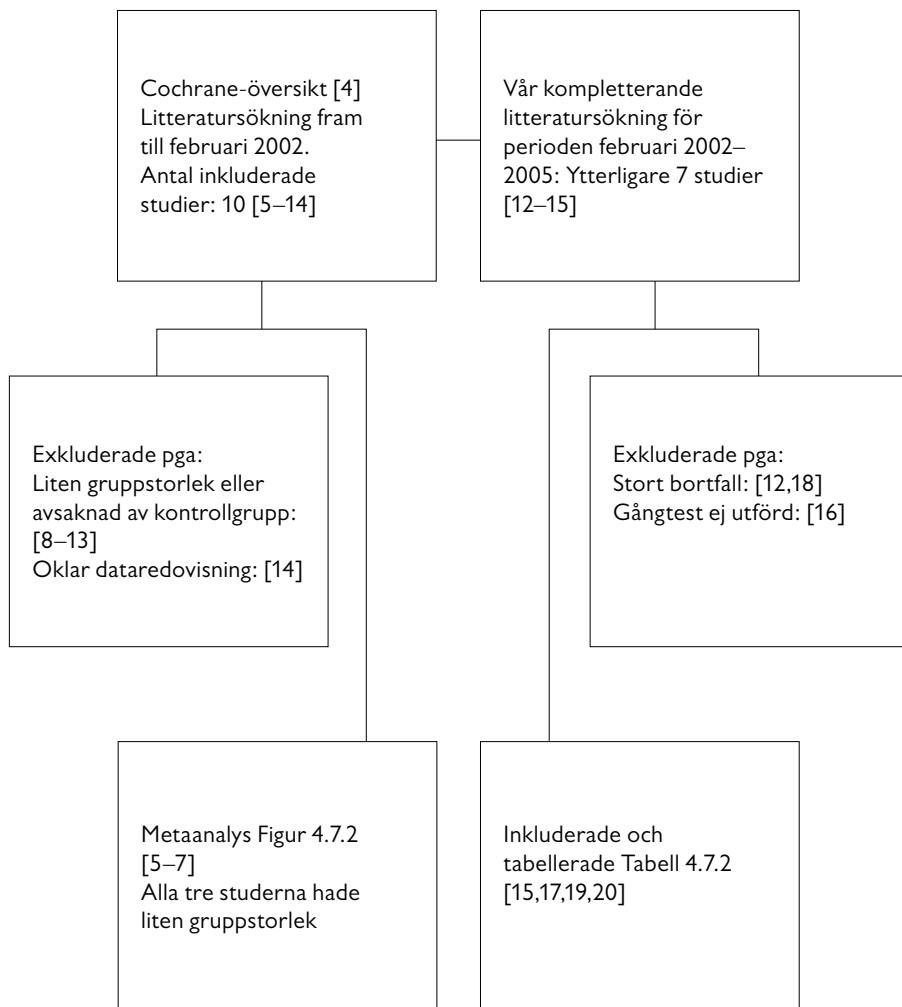 Cochrane-översikt [4]
Litteratursökning fram
till februari 2002.
Antal inkluderade
studier: 10 [5–14]
Vår kompletterande
litteratursökning för
perioden februari 2002–
2005: Ytterligare 7 studier
[12–15]
Exkluderade pga:
Liten gruppstorlek eller
avsaknad av kontrollgrupp:
[8–13]
Oklar dataredovisning: [14]
Exkluderade pga:
Stort bortfall: [12,18]
Gångtest ej utförd: [16]
Metaanalys Figur 4.7.2
[5–7]
Alla tre studerna hade
liten gruppstorlek
Inkluderade och
tabellerade Tabell 4.7.2
[15,17,19,20]